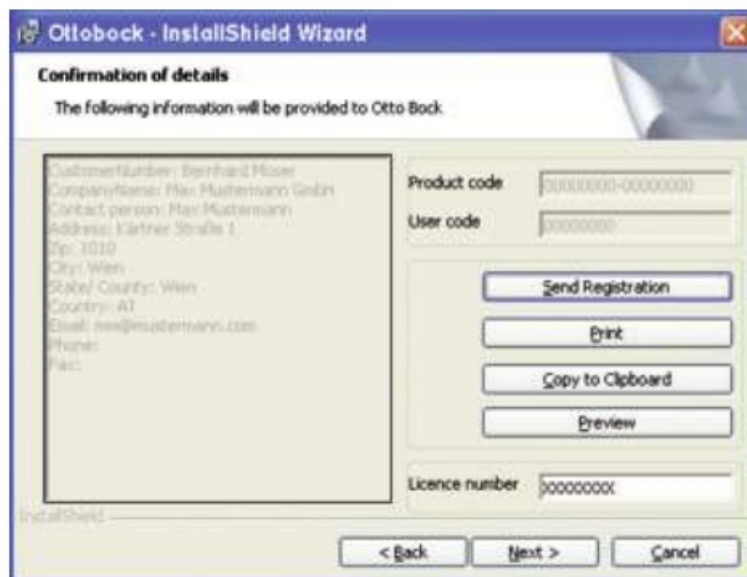 Ottobock - InstallShield Wizard
Confirmation of details
The following information will be provided to Otto Bock
CustomerNumber: Bernhard Moser
CompanyName: Max Mustermann GmbH
Contact person: Max Mustermann
Address: Kärtner Straße 1
Zip: 1010
City: Wien
State/ County: Wien
Country: AT
Email: @mustermann.com
Phone:
Fax:
Product code 00000000-00000000
User code 00000000
Send Registration
Print
Copy to Clipboard
Preview
Licence number XXXXXXXX
InstallShield
< Back Next > Cancel